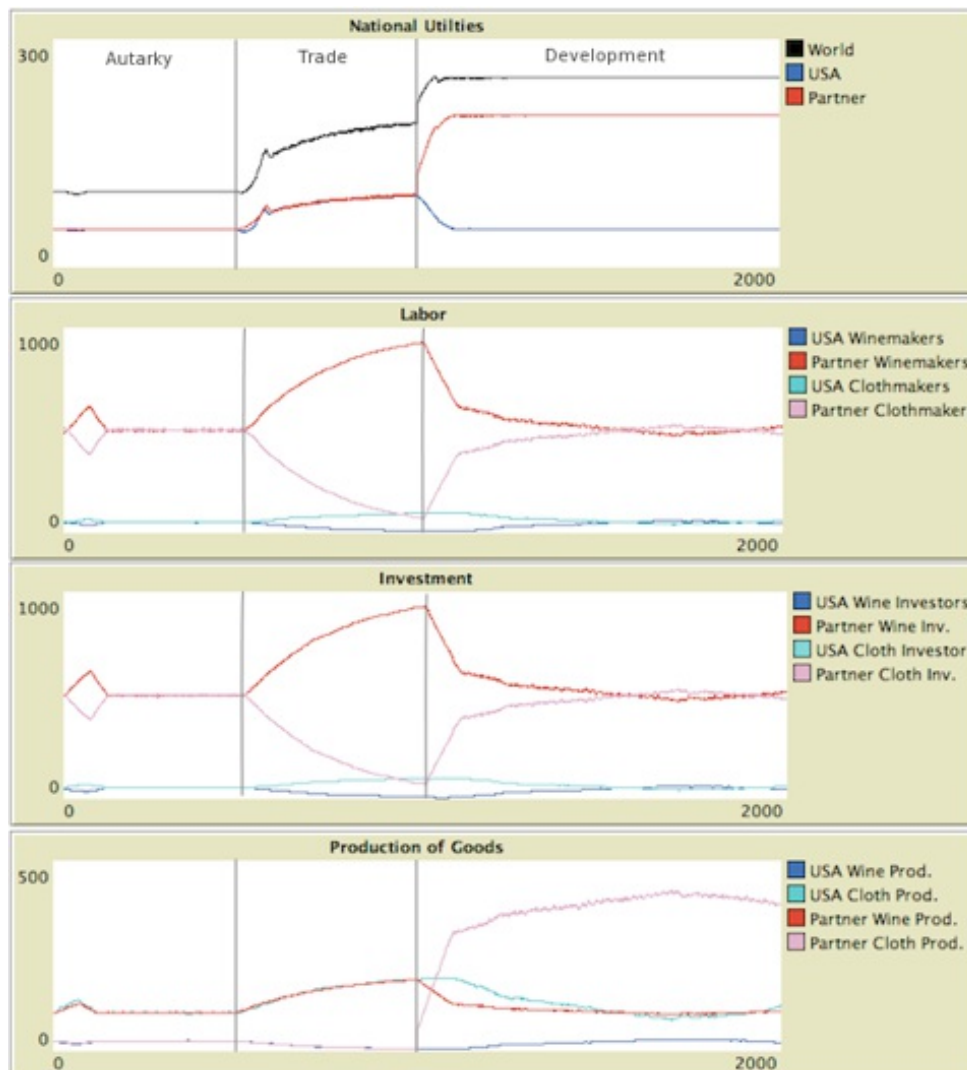 National Utilties
300
Autarky
Trade
Development
World
USA
Partner
0
0
2000
Labor
1000
USA Winemakers
Partner Winemakers
USA Clothmakers
Partner Clothmaker
0
0
2000
Investment
1000
USA Wine Investors
Partner Wine Inv.
USA Cloth Investor
Partner Cloth Inv.
0
0
2000
Production of Goods
500
USA Wine Prod.
USA Cloth Prod.
Partner Wine Prod.
Partner Cloth Prod.
0
0
2000